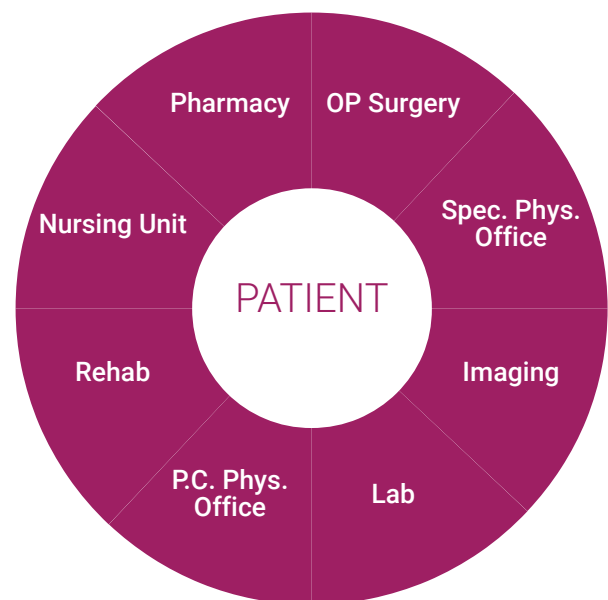 Pharmacy
OP Surgery
Nursing Unit
Spec. Phys.
Office
PATIENT
Rehab
Imaging
P.C. Phys.
Office
Lab